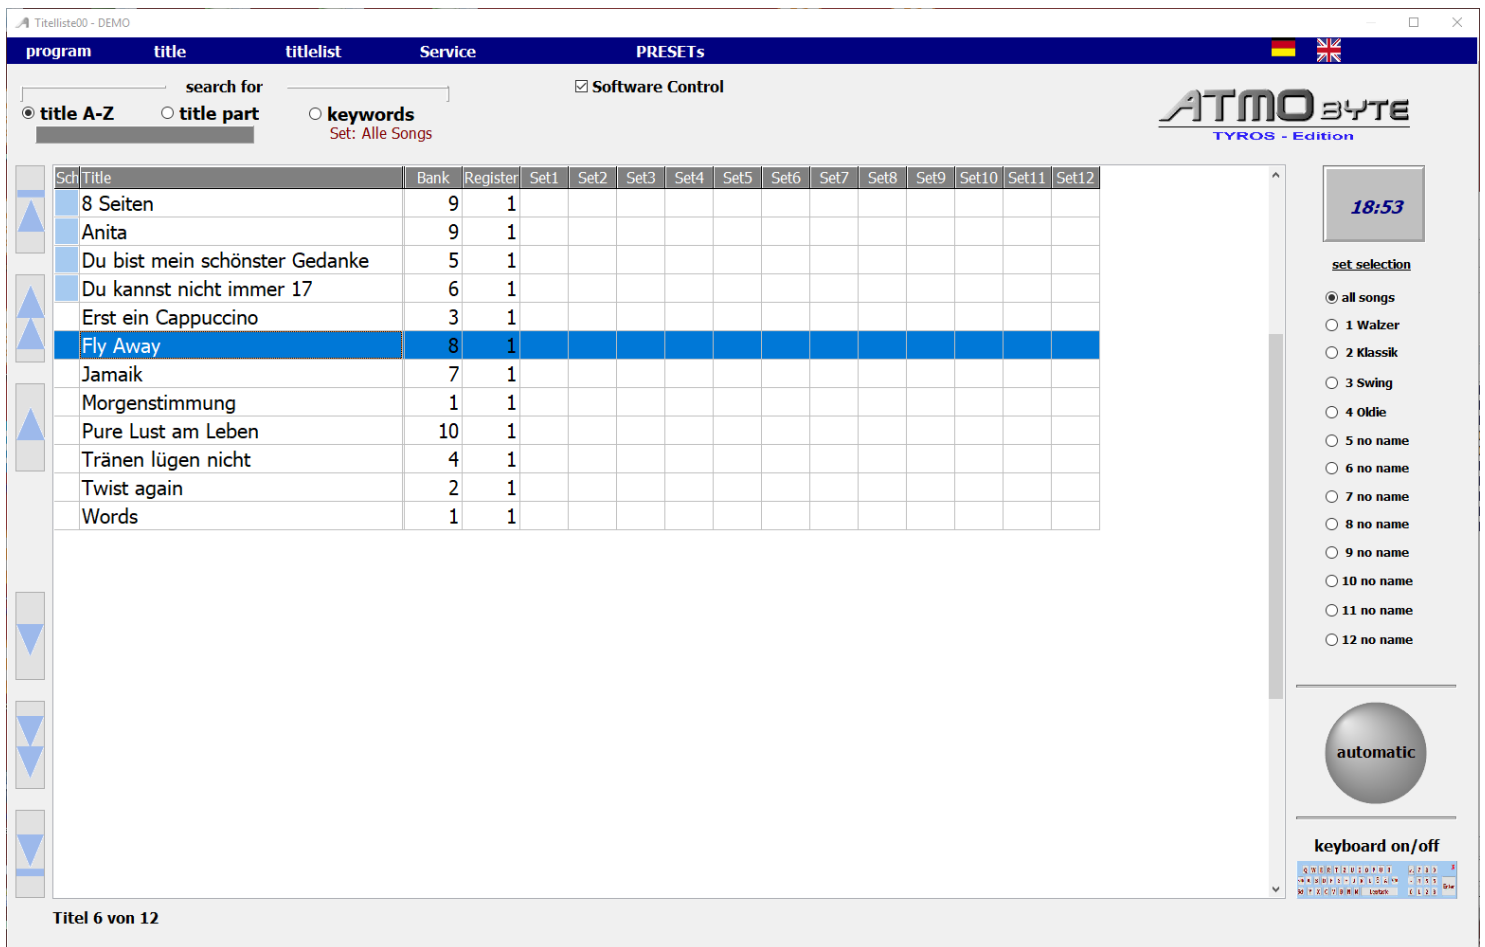 Titelliste00 - DEMO
program title titlelist Service PRESETs
search for
Software Control
title A-Z title part keywords
Set: Alle Songs
ATMO BYTE
TYROS - Edition
Sch Title Bank Register Set1 Set2 Set3 Set4 Set5 Set6 Set7 Set8 Set9 Set10 Set11 Set12
8 Seiten 9 1
Anita 9 1
Du bist mein schönster Gedanke 5 1
Du kannst nicht immer 17 6 1
Erst ein Cappuccino 3 1
Fly Away 8 1
Jamaik 7 1
Morgenstimmung 1 1
Pure Lust am Leben 10 1
Tränen lügen nicht 4 1
Twist again 2 1
Words 1 1
18:53
set selection
all songs
1 Walzer
2 Klassik
3 Swing
4 Oldie
5 no name
6 no name
7 no name
8 no name
9 no name
10 no name
11 no name
12 no name
automatic
keyboard on/off
Titel 6 von 12